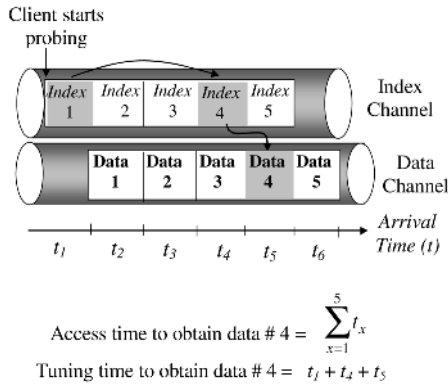 Client starts
probing
Index Index Index Index Index
1 2 3 4 5
Index
Channel
Data Data Data Data Data
1 2 3 4 5
Data
Channel
t₁ t₂ t₃ t₄ t₅ t₆
Arrival
Time (t)
Access time to obtain data # 4 = ∑_{x=1}^{5} tₓ
Tuning time to obtain data # 4 = t₁ + t₄ + t₅